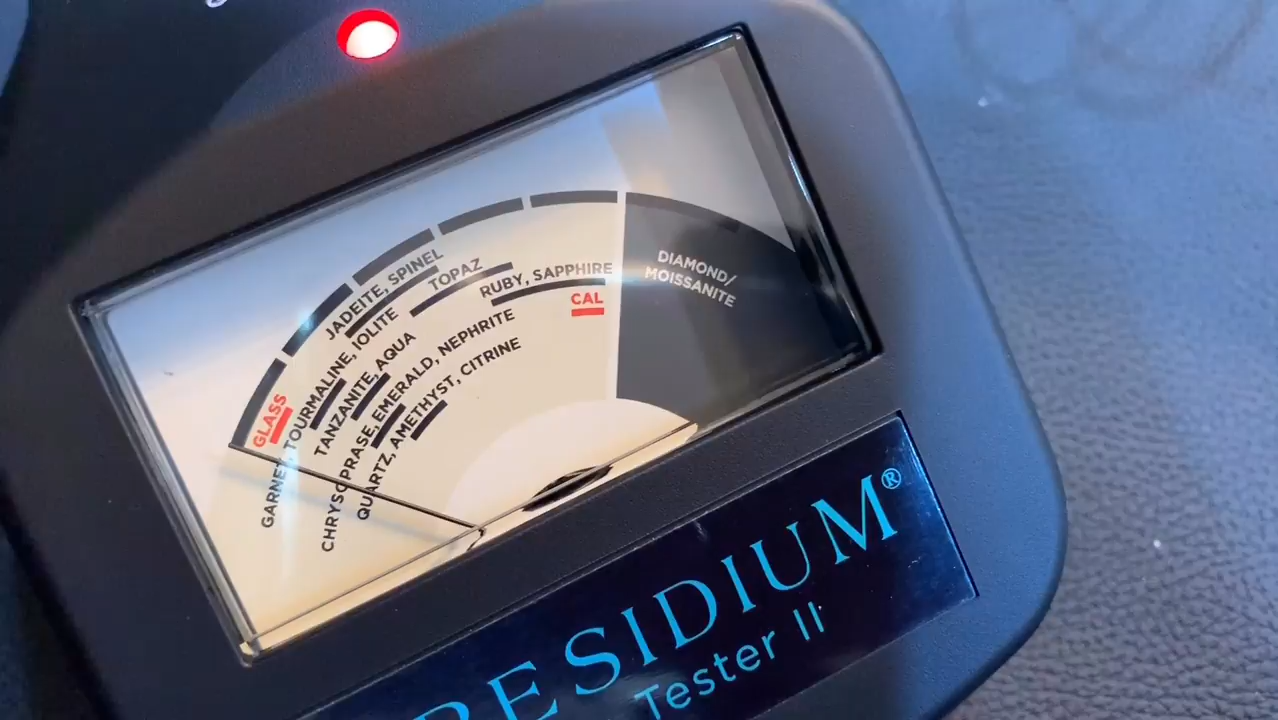 JADEITE, SPINEL
TOPAZ
RUBY, SAPPHIRE
CAL
DIAMOND/
MOISSANITE
GLASS
GARNET, TOURMALINE, IOLITE
TANZANITE, AQUA
CHRYSOPRASE, EMERALD, NEPHRITE
QUARTZ, AMETHYST, CITRINE
RESIDIUM®
Tester II